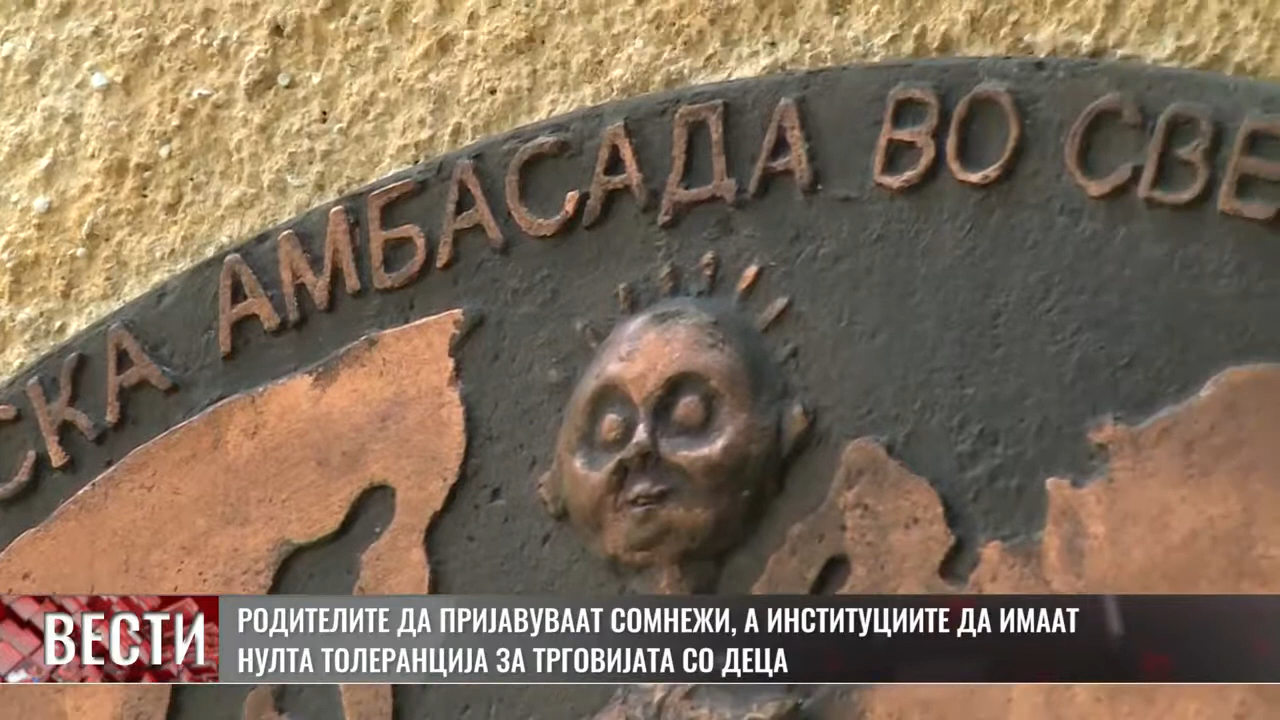 СКА АМБАСАДА ВО СВЕ
ВЕСТИ
РОДИТЕЛИТЕ ДА ПРИЈАВУВААТ СОМНЕЖИ, А ИНСТИТУЦИИТЕ ДА ИМААТ
НУЛТА ТОЛЕРАНЦИЈА ЗА ТРГОВИЈАТА СО ДЕЦА